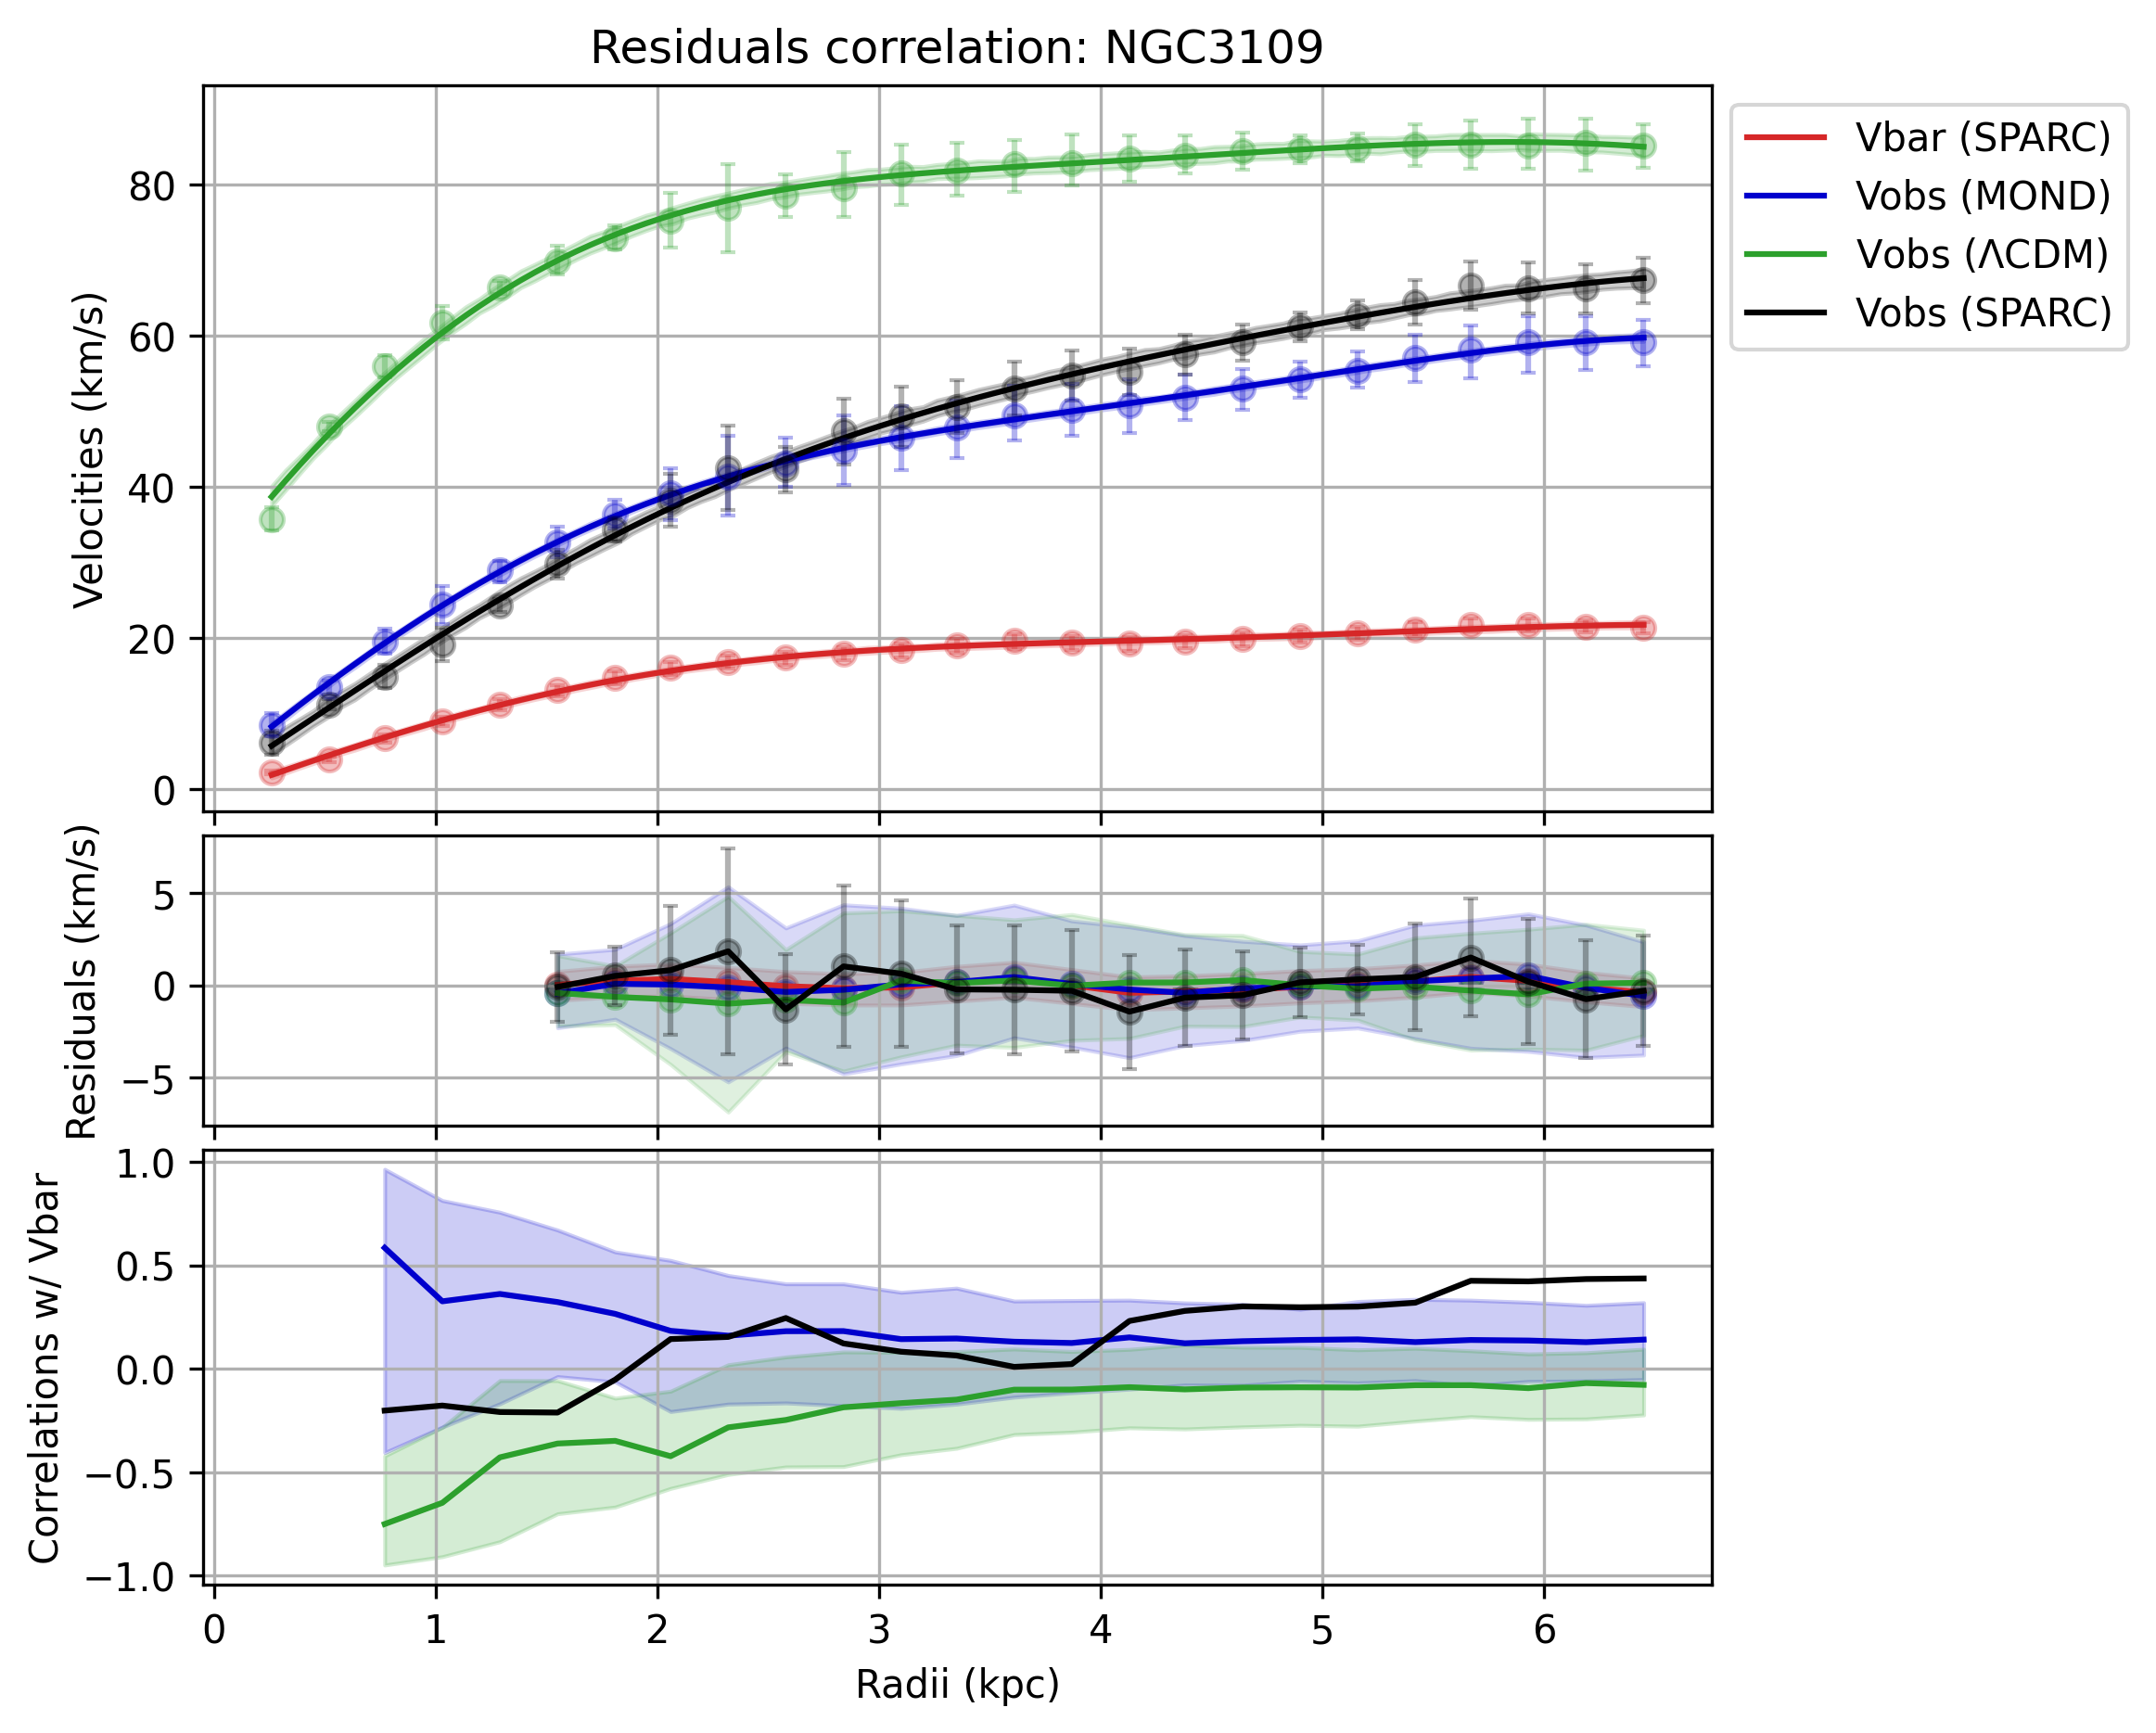 Residuals correlation: NGC3109
Velocities (km/s)
80
60
40
20
0
Vbar (SPARC)
Vobs (MOND)
Vobs (ΛCDM)
Vobs (SPARC)
Residuals (km/s)
5
0
−5
Correlations w/ Vbar
1.0
0.5
0.0
−0.5
−1.0
0 1 2 3 4 5 6
Radii (kpc)